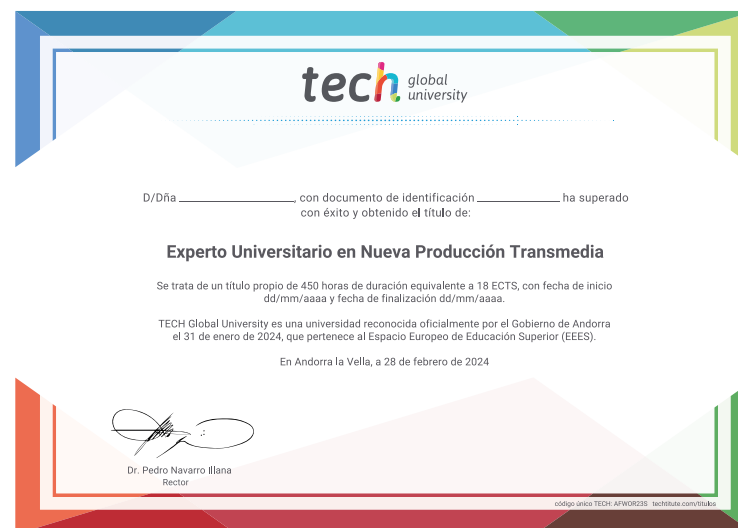 tech global university
D/Dña ______________, con documento de identificación ______________ ha superado
con éxito y obtenido el título de:
Experto Universitario en Nueva Producción Transmedia
Se trata de un título propio de 450 horas de duración equivalente a 18 ECTS, con fecha de inicio
dd/mm/aaaa y fecha de finalización dd/mm/aaaa.
TECH Global University es una universidad reconocida oficialmente por el Gobierno de Andorra
el 31 de enero de 2024, que pertenece al Espacio Europeo de Educación Superior (EEES).
En Andorra la Vella, a 28 de febrero de 2024
Dr. Pedro Navarro Illana
Rector
código único TECH: AFWOR23S techtitute.com/títulos